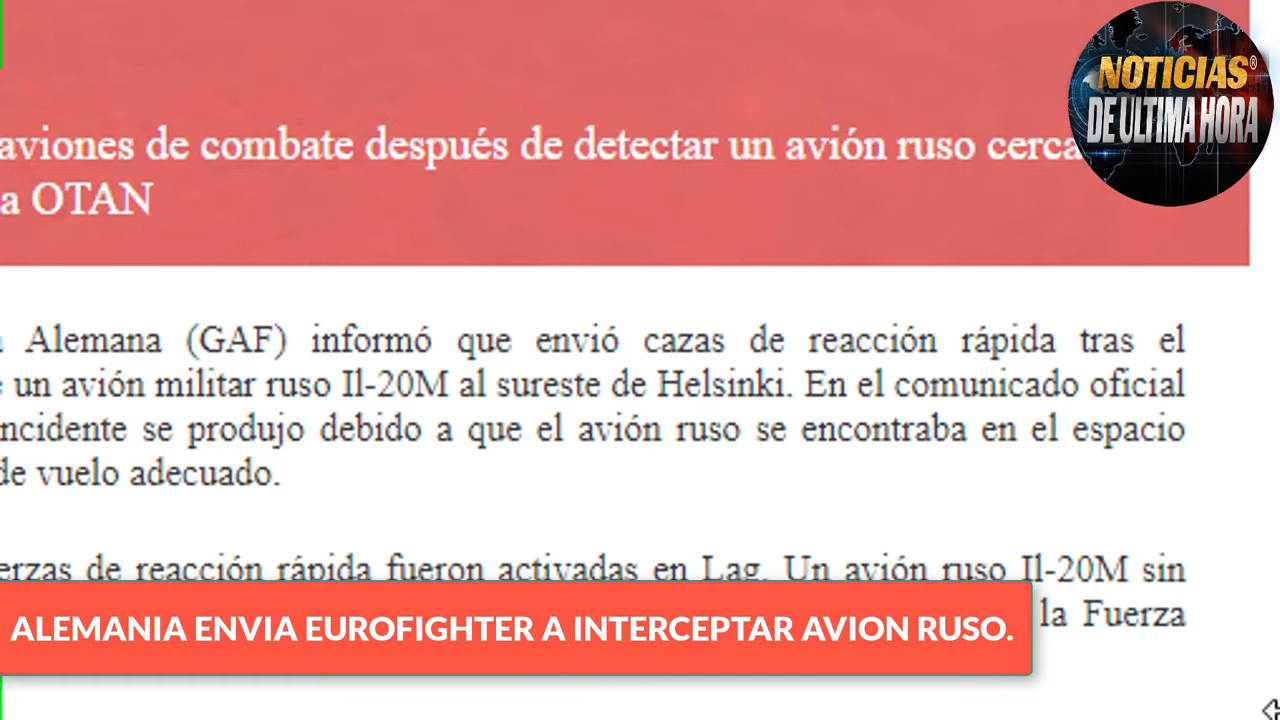 NOTICIAS®
DE ULTIMA HORA
aviones de combate después de detectar un avión ruso cerca
a OTAN
Alemana (GAF) informó que envió cazas de reacción rápida tras el
un avión militar ruso Il-20M al sureste de Helsinki. En el comunicado oficial
ncidente se produjo debido a que el avión ruso se encontraba en el espacio
de vuelo adecuado.
erzas de reacción rápida fueron activadas en Lag. Un avión ruso Il-20M sin
la Fuerza
ALEMANIA ENVIA EUROFIGHTER A INTERCEPTAR AVION RUSO.